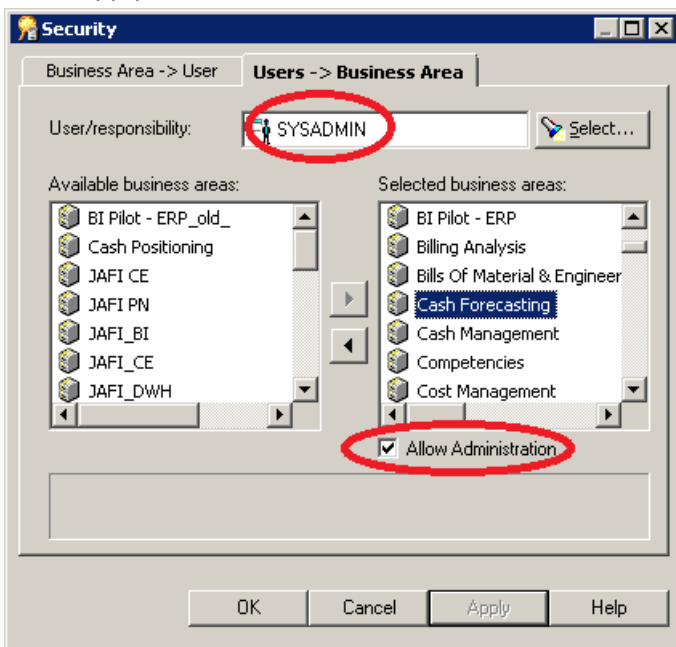 Security
Business Area -> User
Users -> Business Area
User/responsibility:
SYSADMIN
Select...
Available business areas:
Selected business areas:
BI Pilot - ERP_old_
Cash Positioning
JAFI CE
JAFI PN
JAFI_BI
JAFI_CE
JAFI_DWH
BI Pilot - ERP
Billing Analysis
Bills Of Material & Engineer
Cash Forecasting
Cash Management
Competencies
Cost Management
Allow Administration
OK
Cancel
Apply
Help